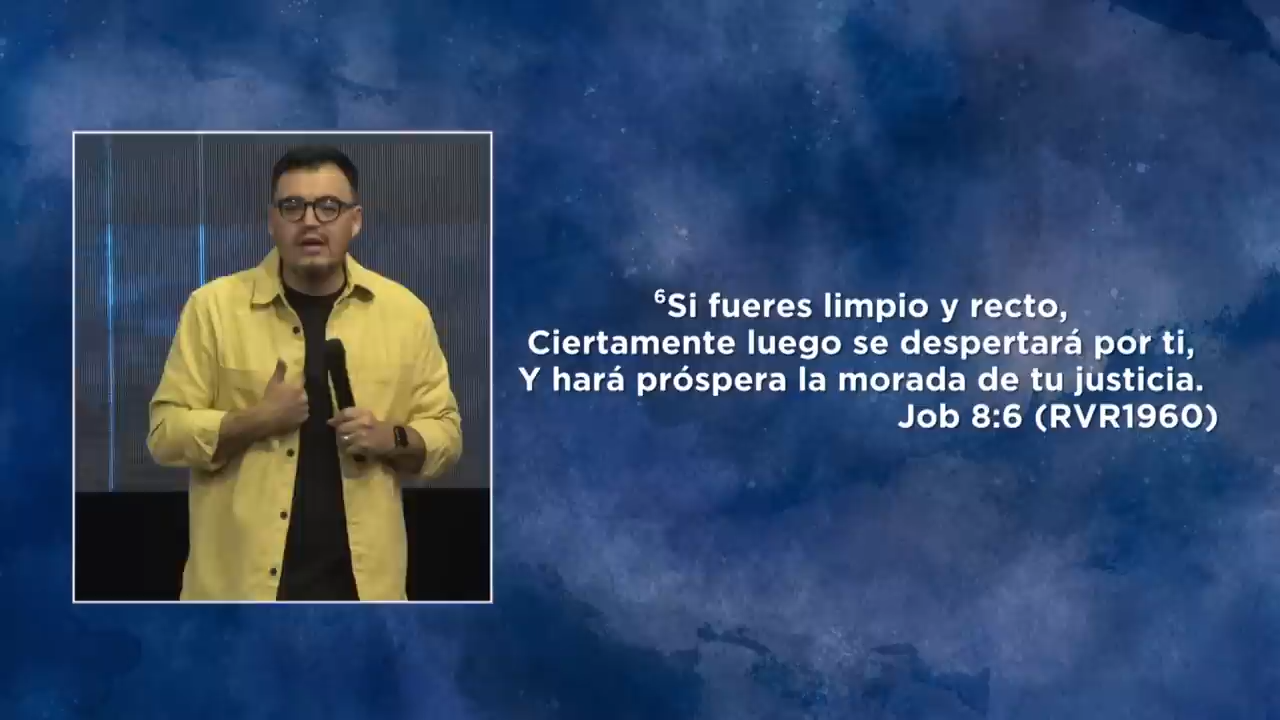 ⁶Si fueres limpio y recto,
Ciertamente luego se despertará por ti,
Y hará próspera la morada de tu justicia.
Job 8:6 (RVR1960)